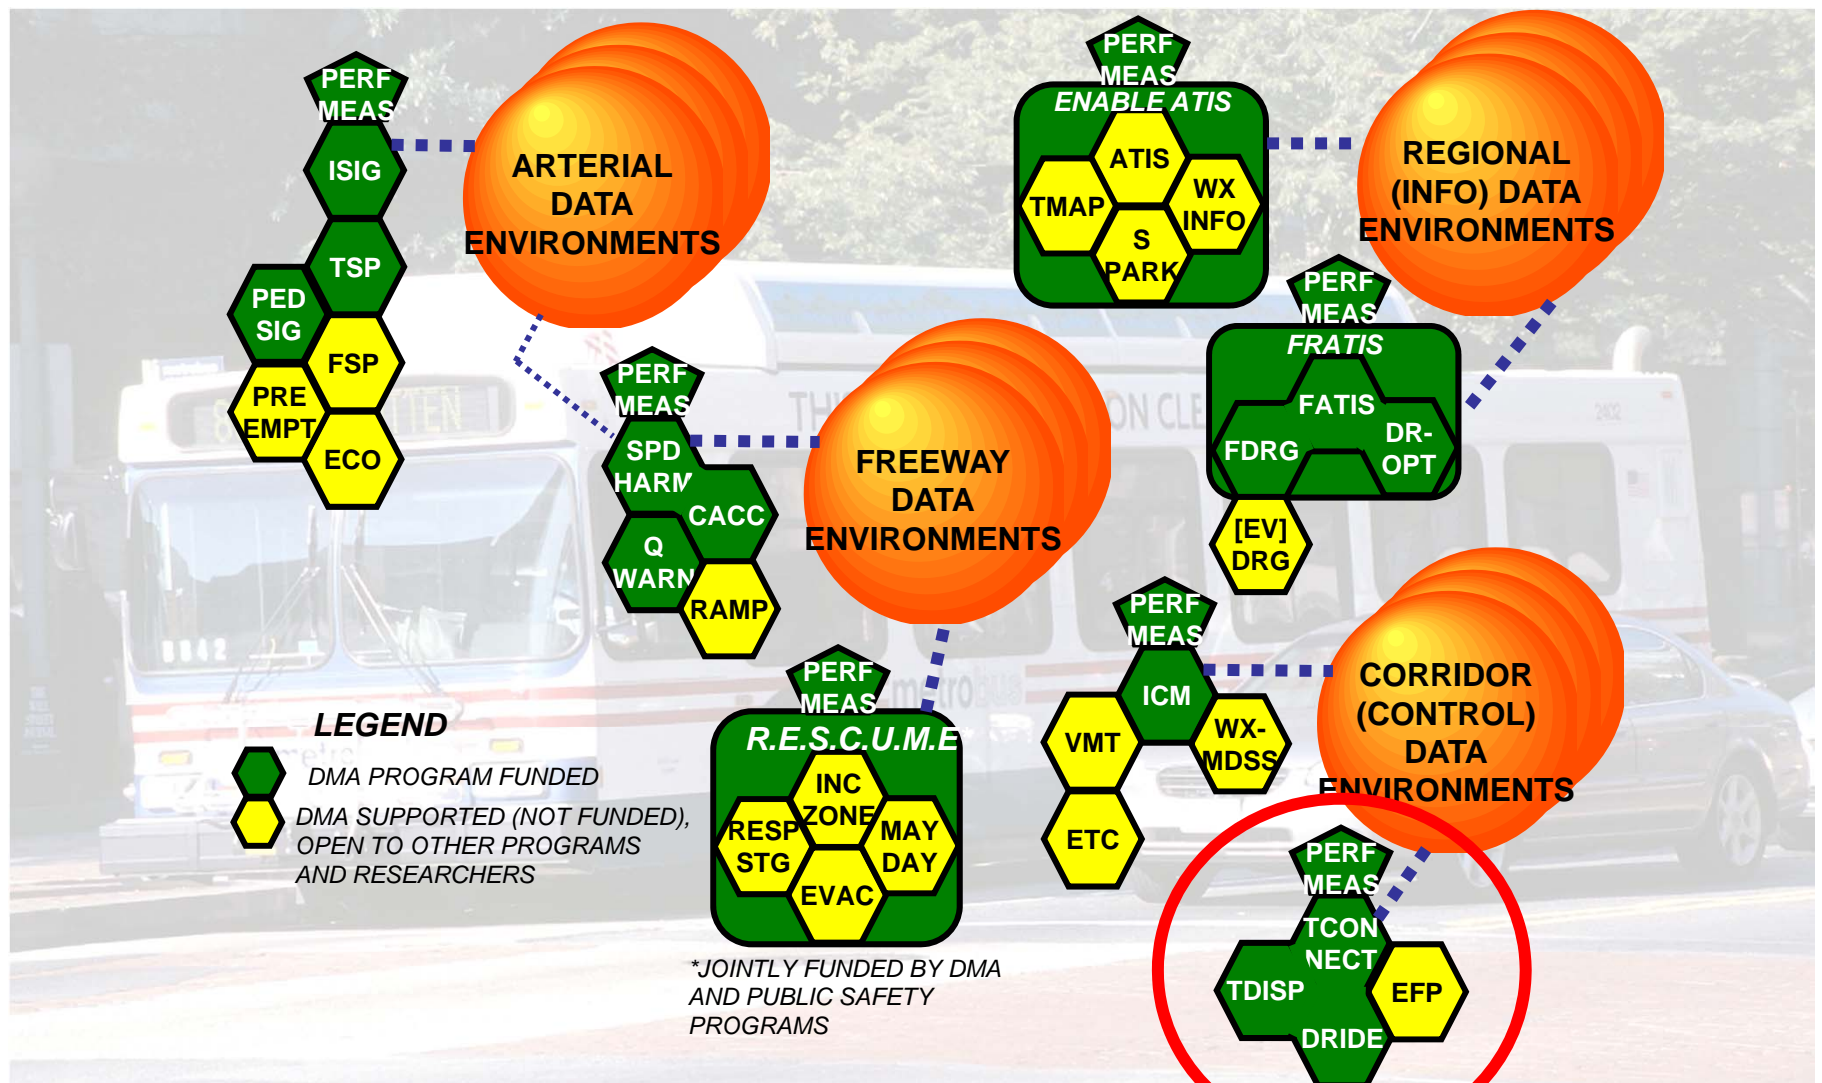 PERF
MEAS
ISIG
TSP
PED
SIG
FSP
PRE
EMPT
ECO
ARTERIAL
DATA
ENVIRONMENTS
PERF
MEAS
ENABLE ATIS
ATIS
TMAP
WX
INFO
S
PARK
REGIONAL
(INFO) DATA
ENVIRONMENTS
PERF
MEAS
FRATIS
FATIS
FDRG
DR-
OPT
[EV]
DRG
PERF
MEAS
SPD
HARM
CACC
Q
WARN
RAMP
FREEWAY
DATA
ENVIRONMENTS
PERF
MEAS
R.E.S.C.U.M.E*
INC
ZONE
RESP
STG
MAY
DAY
EVAC
*JOINTLY FUNDED BY DMA
AND PUBLIC SAFETY
PROGRAMS
PERF
MEAS
ICM
VMT
WX-
MDSS
ETC
CORRIDOR
(CONTROL)
DATA
ENVIRONMENTS
PERF
MEAS
TCON
NECT
TDISP
EFP
DRIDE
LEGEND
DMA PROGRAM FUNDED
DMA SUPPORTED (NOT FUNDED),
OPEN TO OTHER PROGRAMS
AND RESEARCHERS
metrobus
2402